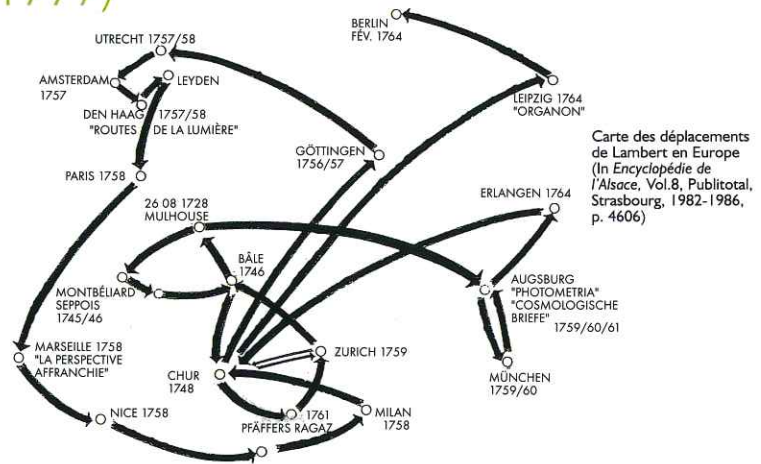 BERLIN
FÉV. 1764
UTRECHT 1757/58
AMSTERDAM
1757
LEYDEN
DEN HAAG 1757/58
"ROUTES DE LA LUMIÈRE"
LEIPZIG 1764
"ORGANON"
GÖTTINGEN
1756/57
PARIS 1758
Carte des déplacements
de Lambert en Europe
(In Encyclopédie de
l'Alsace, Vol.8, Publitotal,
Strasbourg, 1982-1986,
p. 4606)
26 08 1728
MULHOUSE
ERLANGEN 1764
BÂLE
1746
MONTBÉLIARD
SEPPOIS
1745/46
AUGSBURG
"PHOTOMETRIA"
"COSMOLOGISCHE
BRIEFE" 1759/60/61
MARSEILLE 1758
"LA PERSPECTIVE
AFFRANCHIE"
CHUR
1748
ZURICH 1759
MÜNCHEN
1759/60
NICE 1758
1761
PFÄFFERS RAGAZ
MILAN
1758